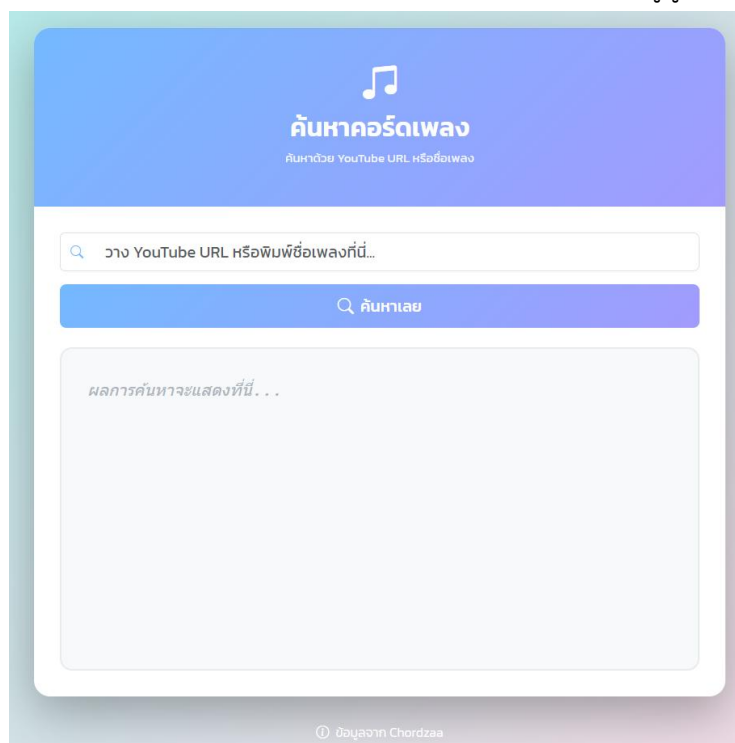 ค้นหาคอร์ดเพลง
ค้นหาด้วย YouTube URL หรือชื่อเพลง
วาง YouTube URL หรือพิมพ์ชื่อเพลงที่นี่...
ค้นหาเลย
ผลการค้นหาจะแสดงที่นี่...
ข้อมูลจาก Chordzaa